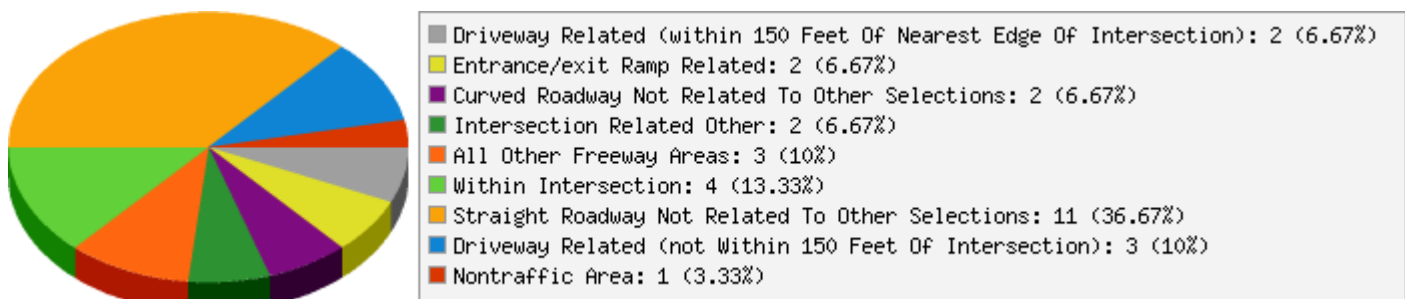 Driveway Related (within 150 Feet Of Nearest Edge Of Intersection): 2 (6.67%)
Entrance/exit Ramp Related: 2 (6.67%)
Curved Roadway Not Related To Other Selections: 2 (6.67%)
Intersection Related Other: 2 (6.67%)
All Other Freeway Areas: 3 (10%)
Within Intersection: 4 (13.33%)
Straight Roadway Not Related To Other Selections: 11 (36.67%)
Driveway Related (not Within 150 Feet Of Intersection): 3 (10%)
Nontraffic Area: 1 (3.33%)